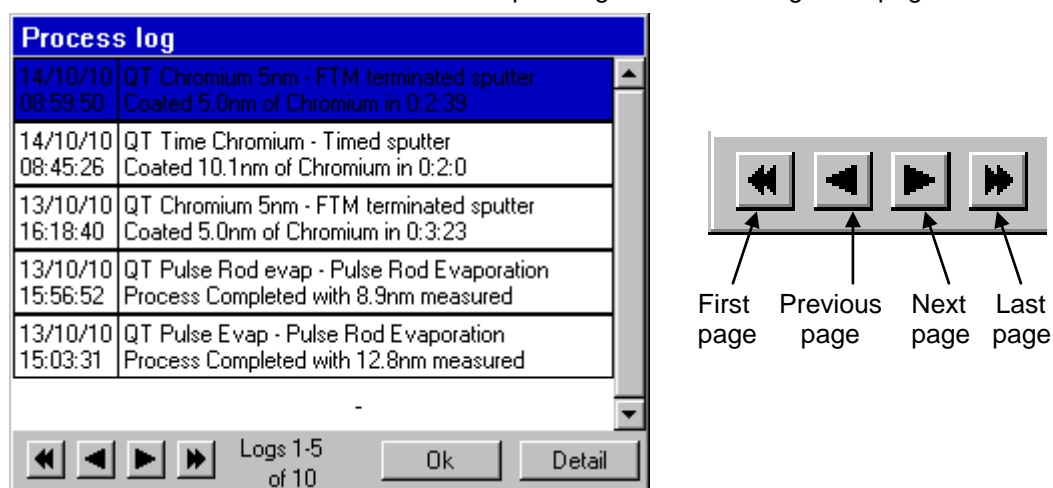 Process log
14/10/10 QT Chromium 5nm - FTM terminated sputter
08:59:50 Coated 5.0nm of Chromium in 0:2:39
14/10/10 QT Time Chromium - Timed sputter
08:45:26 Coated 10.1nm of Chromium in 0:2:0
13/10/10 QT Chromium 5nm - FTM terminated sputter
16:18:40 Coated 5.0nm of Chromium in 0:3:23
13/10/10 QT Pulse Rod evap - Pulse Rod Evaporation
15:56:52 Process Completed with 8.9nm measured
13/10/10 QT Pulse Evap - Pulse Rod Evaporation
15:03:31 Process Completed with 12.8nm measured
-
Logs 1-5
of 10
Ok
Detail
First page
Previous page
Next page
Last page